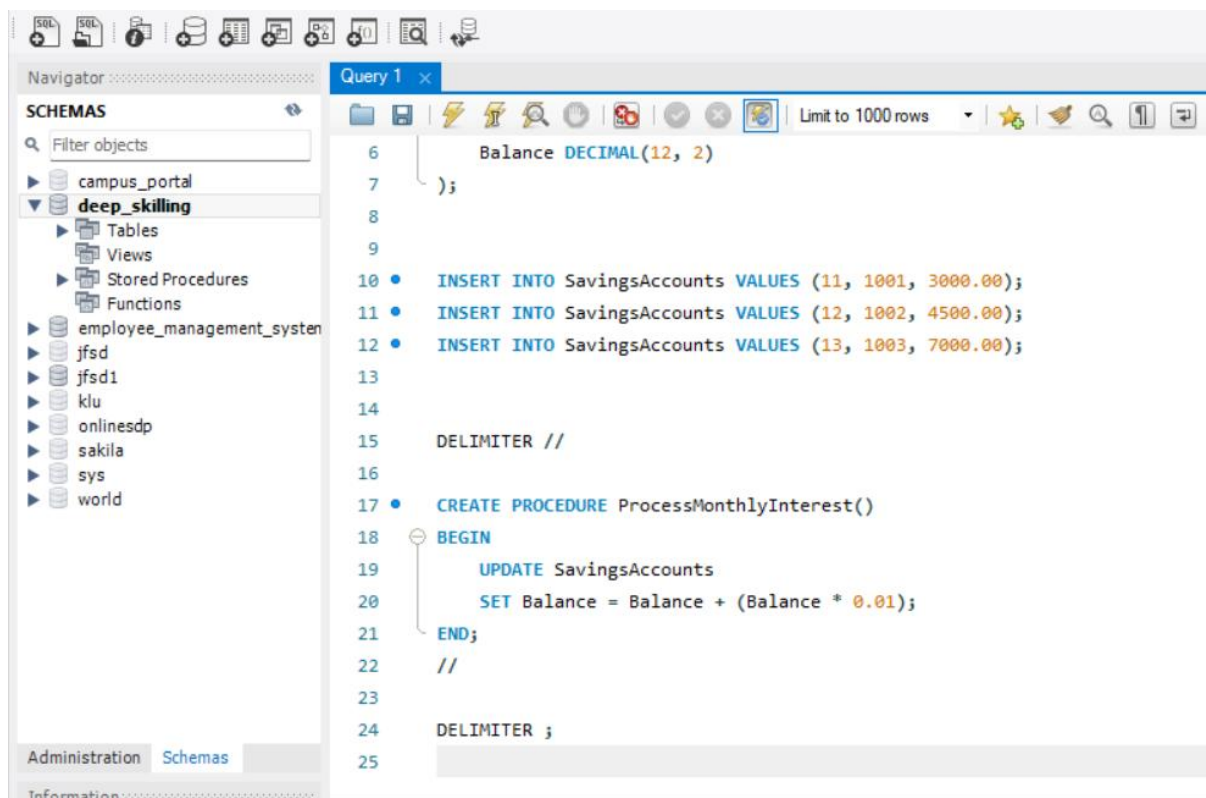 SQL SQL
Navigator
Query 1
SCHEMAS
Limit to 1000 rows
Filter objects
campus_portal
deep_skilling
Tables
Views
Stored Procedures
Functions
employee_management_system
jfsd
jfsd1
klu
onlinesdp
sakila
sys
world
Administration Schemas
Information
6 Balance DECIMAL(12, 2)
7 );
8
9
10 INSERT INTO SavingsAccounts VALUES (11, 1001, 3000.00);
11 INSERT INTO SavingsAccounts VALUES (12, 1002, 4500.00);
12 INSERT INTO SavingsAccounts VALUES (13, 1003, 7000.00);
13
14
15 DELIMITER //
16
17 CREATE PROCEDURE ProcessMonthlyInterest()
18 BEGIN
19 UPDATE SavingsAccounts
20 SET Balance = Balance + (Balance * 0.01);
21 END;
22 //
23
24 DELIMITER ;
25